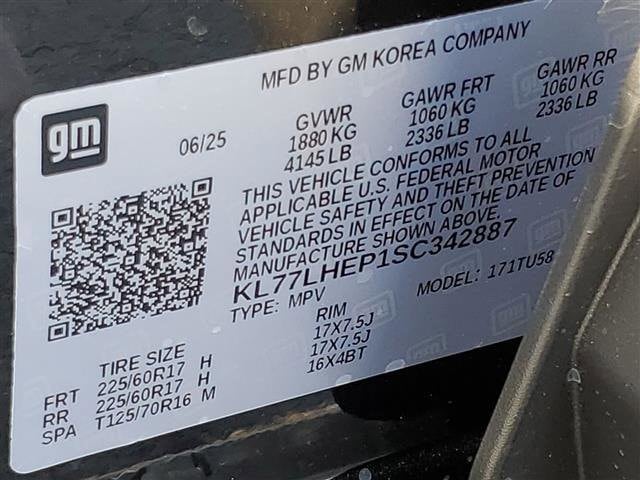 MFD BY GM KOREA COMPANY
gm
06/25
GVWR
1880 KG
4145 LB
GAWR FRT
1060 KG
2336 LB
GAWR RR
1060 KG
2336 LB
THIS VEHICLE CONFORMS TO ALL
APPLICABLE U.S. FEDERAL MOTOR
VEHICLE SAFETY AND THEFT PREVENTION
STANDARDS IN EFFECT ON THE DATE OF
MANUFACTURE SHOWN ABOVE.
KL77LHEP1SC342887
TYPE: MPV MODEL: 1TU58
TIRE SIZE RIM
FRT 225/60R17 H 17X7.5J
RR 225/60R17 H 17X7.5J
SPA T125/70R16 M 16X4BT